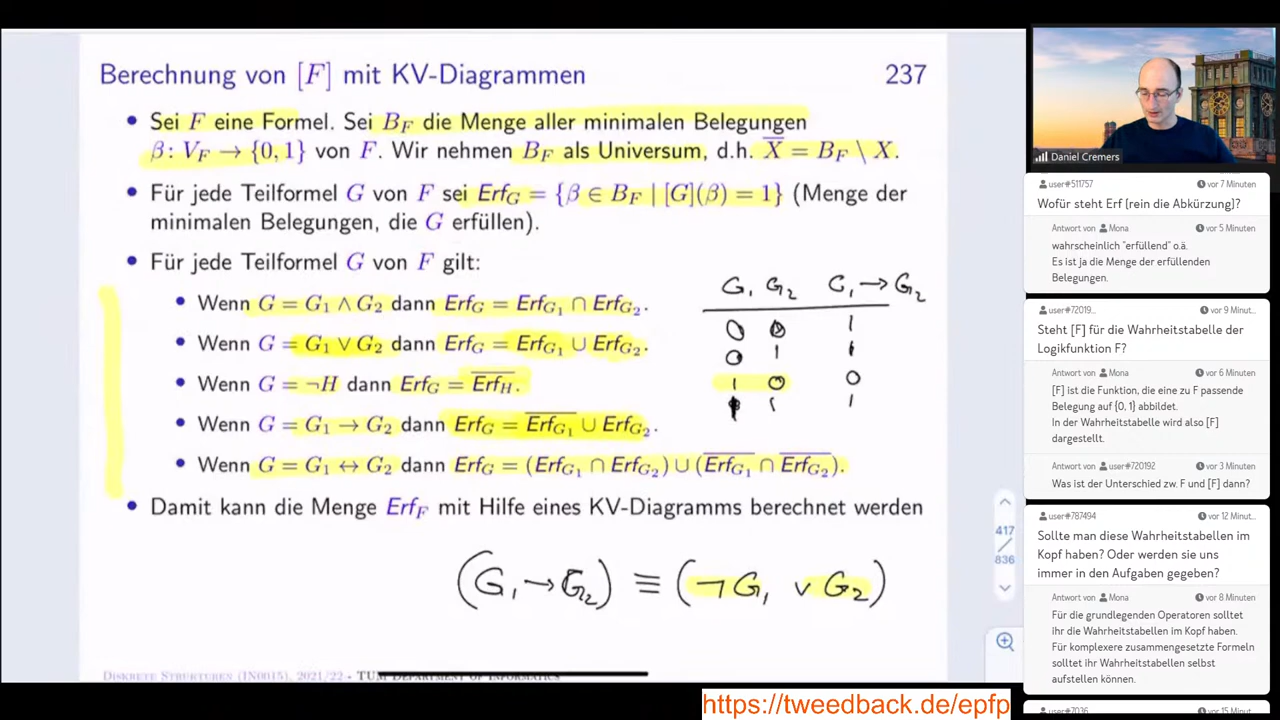 Berechnung von [F] mit KV-Diagrammen 237
• Sei F eine Formel. Sei B_F die Menge aller minimalen Belegungen
β: V_F → {0, 1} von F. Wir nehmen B_F als Universum, d.h. X̅ = B_F \ X.
• Für jede Teilformel G von F sei Erf_G = {β ∈ B_F | [G](β) = 1} (Menge der
minimalen Belegungen, die G erfüllen).
• Für jede Teilformel G von F gilt:
• Wenn G = G₁ ∧ G₂ dann Erf_G = Erf_G₁ ∩ Erf_G₂.
• Wenn G = G₁ ∨ G₂ dann Erf_G = Erf_G₁ ∪ Erf_G₂.
• Wenn G = ¬H dann Erf_G = \overline{Erf_H}.
• Wenn G = G₁ → G₂ dann Erf_G = \overline{Erf_G₁} ∪ Erf_G₂.
• Wenn G = G₁ ↔ G₂ dann Erf_G = (Erf_G₁ ∩ Erf_G₂) ∪ (\overline{Erf_G₁} ∩ \overline{Erf_G₂}).
• Damit kann die Menge Erf_F mit Hilfe eines KV-Diagramms berechnet werden
G₁ G₂ G₁ → G₂
0 0 1
0 1 1
1 0 0
1 1 1
(G₁ → G₂) ≡ (¬G₁ ∨ G₂)
Diskrete Strukturen (IN0015), 2021/22 - TUM Department of Informatics
417
/
836
https://tweedback.de/epfp
Daniel Cremers
user#511757 vor 7 Minuten
Wofür steht Erf (rein die Abkürzung)?
Antwort von Mona vor 5 Minuten
wahrscheinlich "erfüllend" o.ä.
Es ist ja die Menge der erfüllenden
Belegungen.
user#72019... vor 9 Minuten
Steht [F] für die Wahrheitstabelle der
Logikfunktion F?
Antwort von Mona vor 6 Minuten
[F] ist die Funktion, die eine zu F passende
Belegung auf {0, 1} abbildet.
In der Wahrheitstabelle wird also [F]
dargestellt.
Antwort von user#720192 vor 3 Minuten
Was ist der Unterschied zw. F und [F] dann?
user#787494 vor 12 Minut...
Sollte man diese Wahrheitstabellen im
Kopf haben? Oder werden sie uns
immer in den Aufgaben gegeben?
Antwort von Mona vor 8 Minuten
Für die grundlegenden Operatoren solltet
ihr die Wahrheitstabellen im Kopf haben.
Für komplexere zusammengesetzte Formeln
solltet ihr Wahrheitstabellen selbst
aufstellen können.
vor 15 Minut...